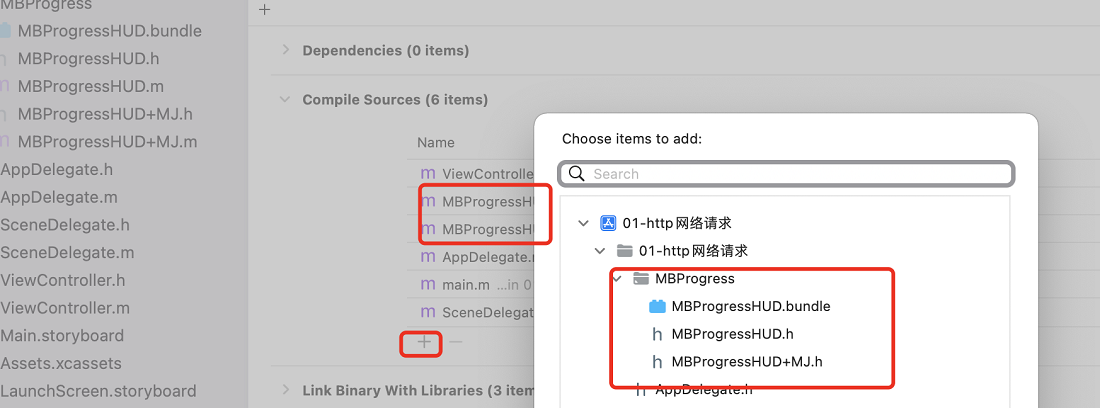 MBProgress
MBProgressHUD.bundle
MBProgressHUD.h
MBProgressHUD.m
MBProgressHUD+MJ.h
MBProgressHUD+MJ.m
AppDelegate.h
AppDelegate.m
SceneDelegate.h
SceneDelegate.m
ViewController.h
ViewController.m
Main.storyboard
Assets.xcassets
LaunchScreen.storyboard
Dependencies (0 items)
Compile Sources (6 items)
Name
m ViewControlle
m MBProgressHU
m MBProgressHU
m AppDelegate.
m main.m ...in 0
m SceneDelegat
Link Binary With Libraries (3 item
Choose items to add:
Search
01-http网络请求
01-http网络请求
MBProgress
MBProgressHUD.bundle
h MBProgressHUD.h
h MBProgressHUD+MJ.h
h AppDelegate.h